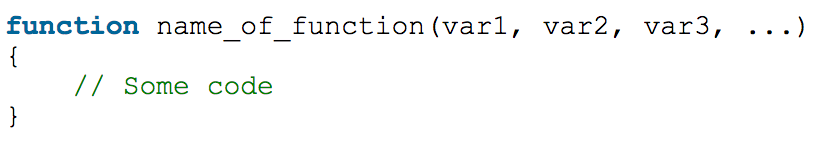 function name_of_function(var1, var2, var3, ...)
{
    // Some code
}